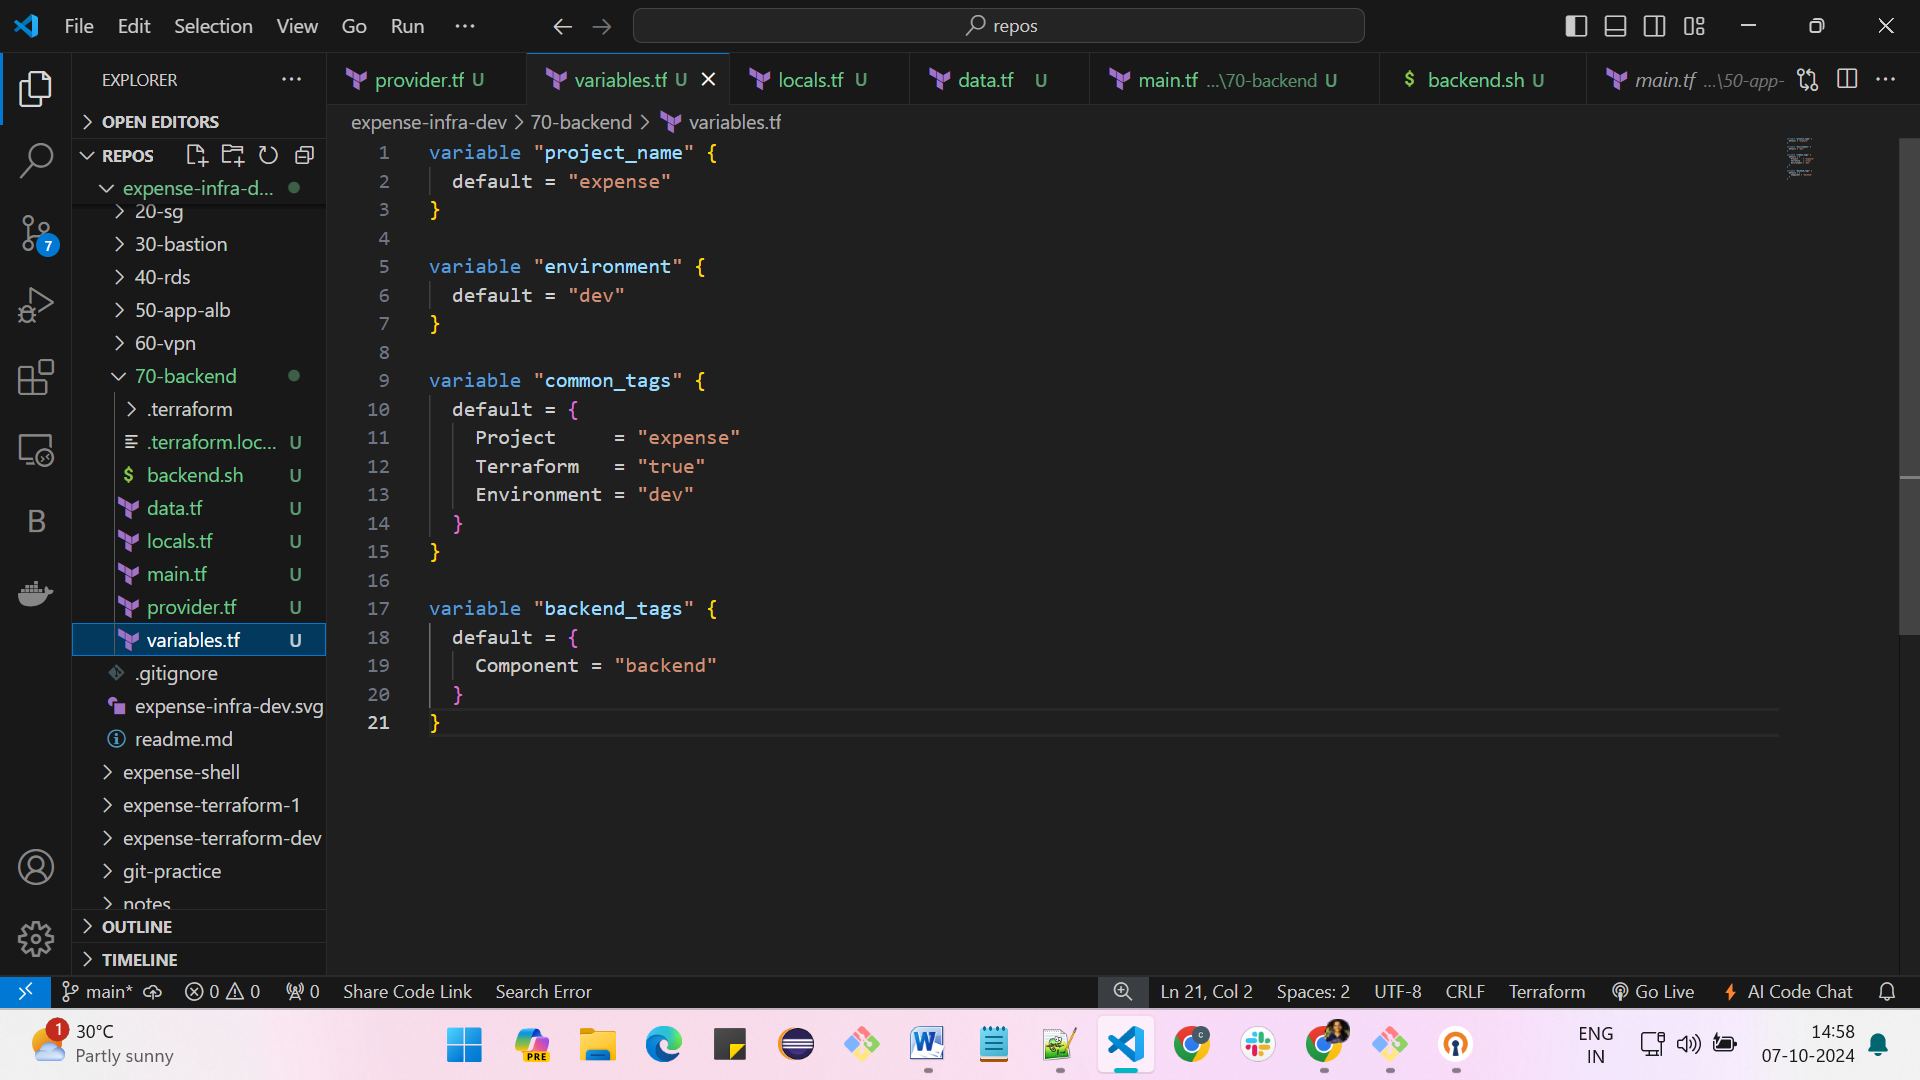 File Edit Selection View Go Run ...
repos
EXPLORER
OPEN EDITORS
REPOS
expense-infra-d...
20-sg
30-bastion
40-rds
50-app-alb
60-vpn
70-backend
.terraform
.terraform.loc... U
backend.sh U
data.tf U
locals.tf U
main.tf U
provider.tf U
variables.tf U
.gitignore
expense-infra-dev.svg
readme.md
expense-shell
expense-terraform-1
expense-terraform-dev
git-practice
notes
OUTLINE
TIMELINE
7
B
provider.tf U variables.tf U locals.tf U data.tf U main.tf ...\70-backend U $ backend.sh U main.tf ...\50-app-
expense-infra-dev > 70-backend > variables.tf
1 variable "project_name" {
2 default = "expense"
3 }
4
5 variable "environment" {
6 default = "dev"
7 }
8
9 variable "common_tags" {
10 default = {
11 Project = "expense"
12 Terraform = "true"
13 Environment = "dev"
14 }
15 }
16
17 variable "backend_tags" {
18 default = {
19 Component = "backend"
20 }
21 }
main* 0 0 0 Share Code Link Search Error Ln 21, Col 2 Spaces: 2 UTF-8 CRLF Terraform Go Live AI Code Chat
1
30°C
Partly sunny
PRE
W
C
ENG
IN
14:58
07-10-2024